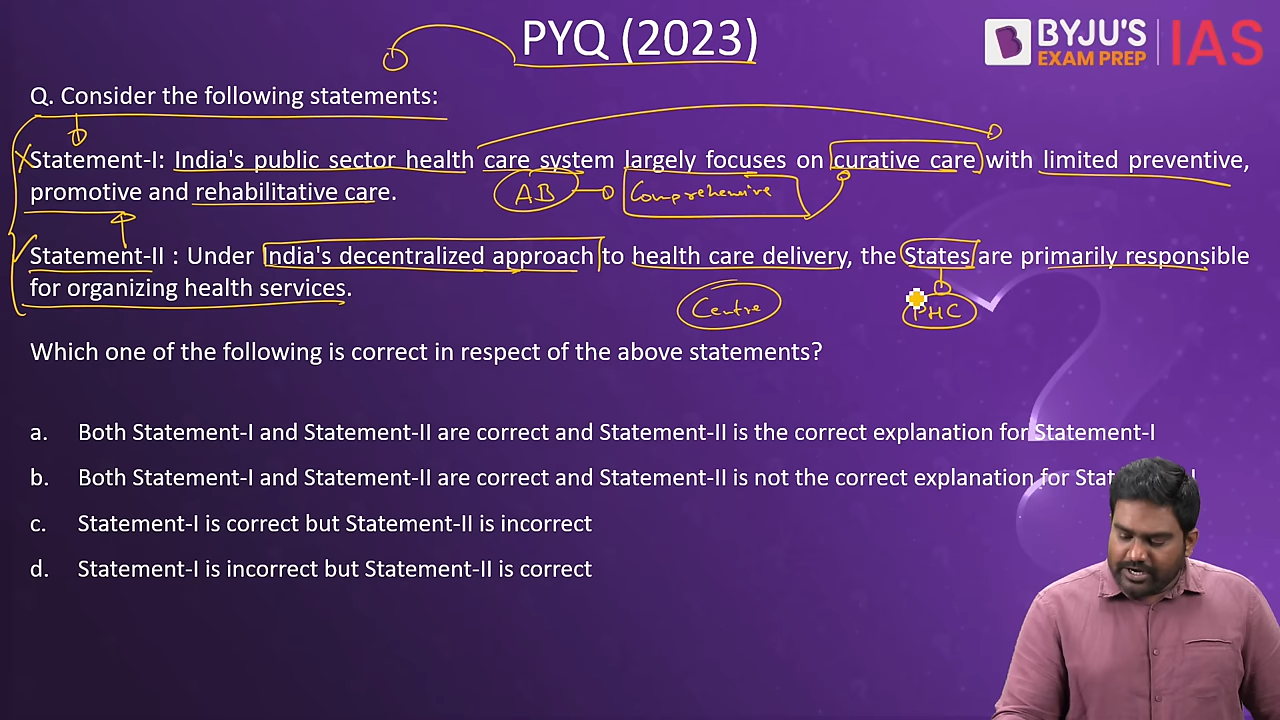 PYQ (2023)
BYJU'S
EXAM PREP
IAS
Q. Consider the following statements:
Statement-I: India's public sector health care system largely focuses on curative care with limited preventive,
promotive and rehabilitative care.
AB
Comprehensive
Statement-II : Under India's decentralized approach to health care delivery, the States are primarily responsible
for organizing health services.
Centre
PHC
Which one of the following is correct in respect of the above statements?
a. Both Statement-I and Statement-II are correct and Statement-II is the correct explanation for Statement-I
b. Both Statement-I and Statement-II are correct and Statement-II is not the correct explanation for Stat
c. Statement-I is correct but Statement-II is incorrect
d. Statement-I is incorrect but Statement-II is correct